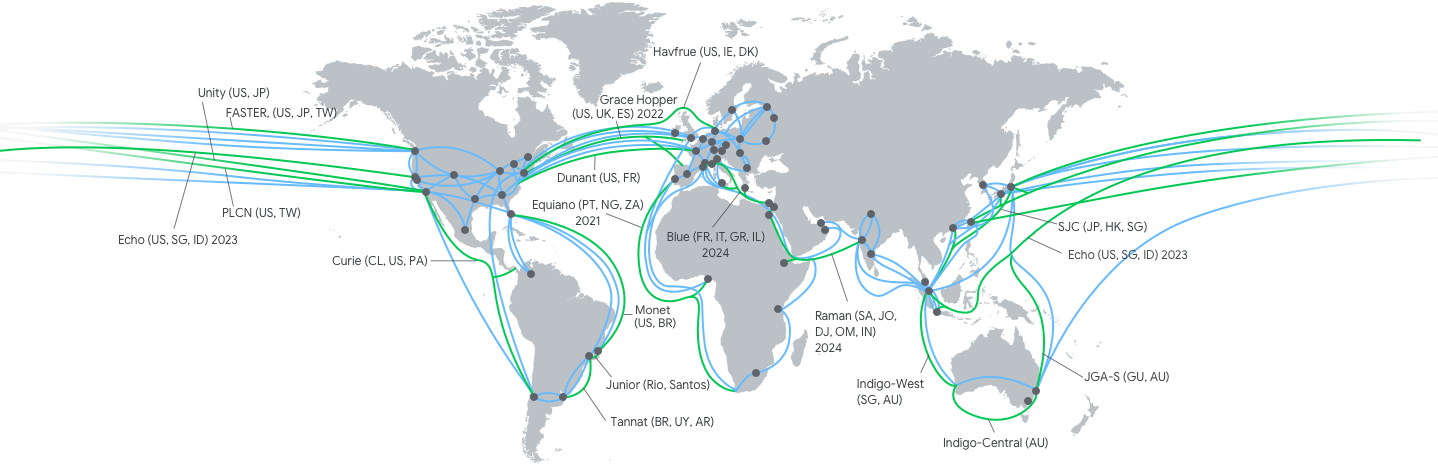 Havfrue (US, IE, DK)
Unity (US, JP)
FASTER, (US, JP, TW)
Grace Hopper
(US, UK, ES) 2022
Dunant (US, FR)
PLCN (US, TW)
Equiano (PT, NG, ZA)
2021
Echo (US, SG, ID) 2023
Blue (FR, IT, GR, IL)
2024
SJC (JP, HK, SG)
Echo (US, SG, ID) 2023
Curie (CL, US, PA)
Monet
(US, BR)
Raman (SA, JO,
DJ, OM, IN)
2024
Junior (Rio, Santos)
Indigo-West
(SG, AU)
JGA-S (GU, AU)
Tannat (BR, UY, AR)
Indigo-Central (AU)